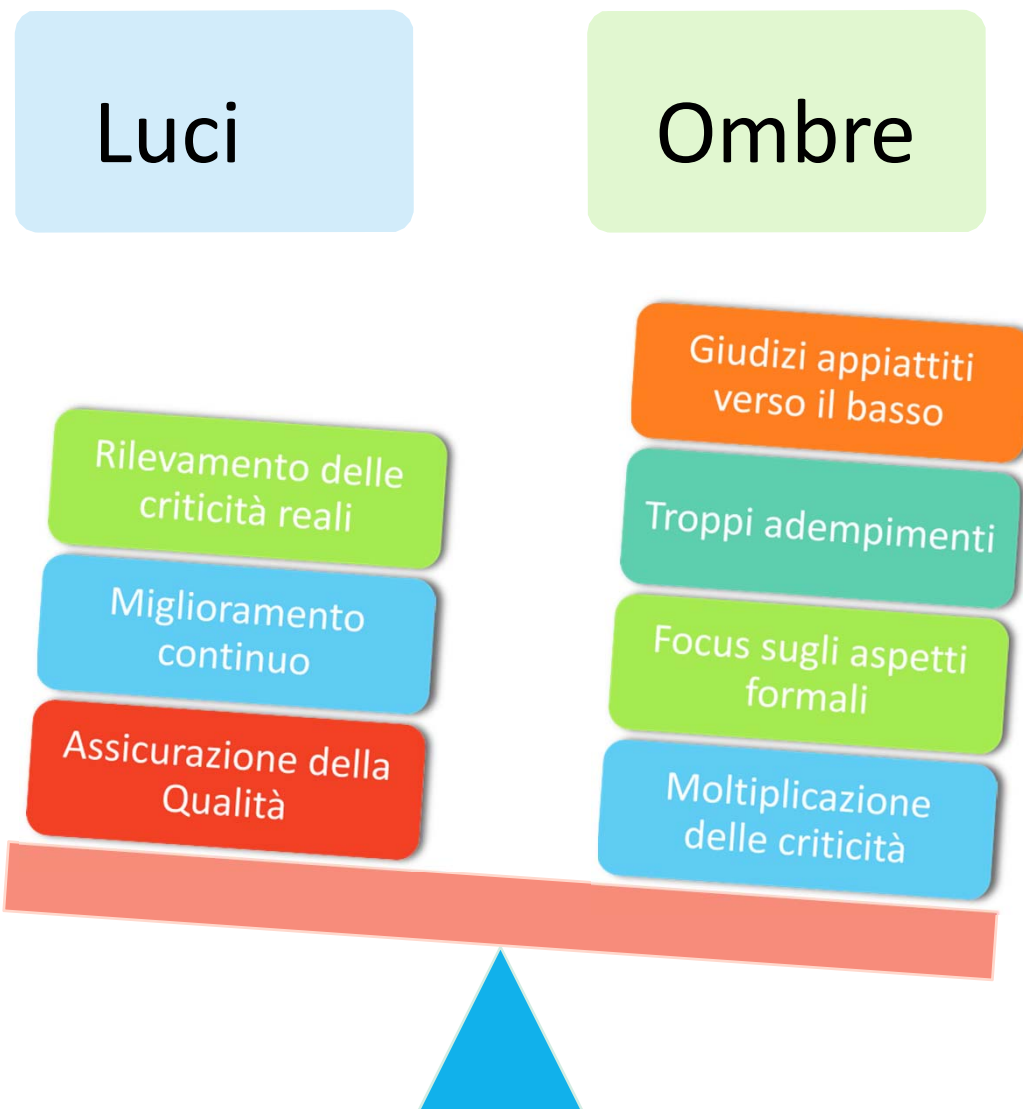 Luci
Ombre
Rilevamento delle
criticità reali
Miglioramento
continuo
Assicurazione della
Qualità
Giudizi appiattiti
verso il basso
Troppi adempimenti
Focus sugli aspetti
formali
Moltiplicazione
delle criticità